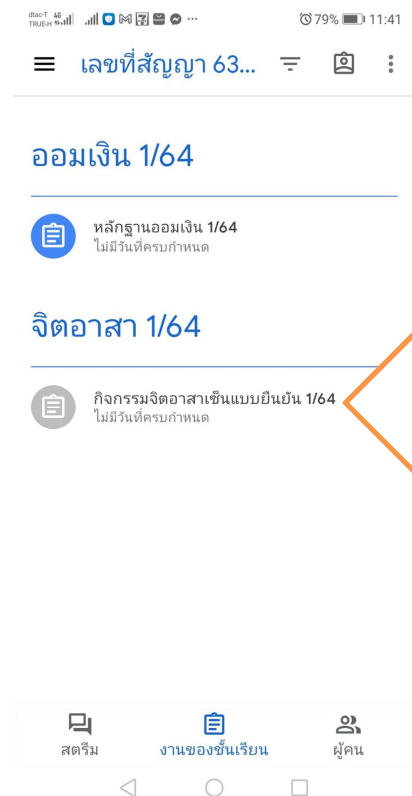 dtac-T 4G
TRUE-H
79% 11:41
เลขที่สัญญา 63...
ออมเงิน 1/64
หลักฐานออมเงิน 1/64
ไม่มีวันที่ครบกำหนด
จิตอาสา 1/64
กิจกรรมจิตอาสาเซ็นแบบยืนยัน 1/64
ไม่มีวันที่ครบกำหนด
สตรีม
งานของชั้นเรียน
ผู้คน